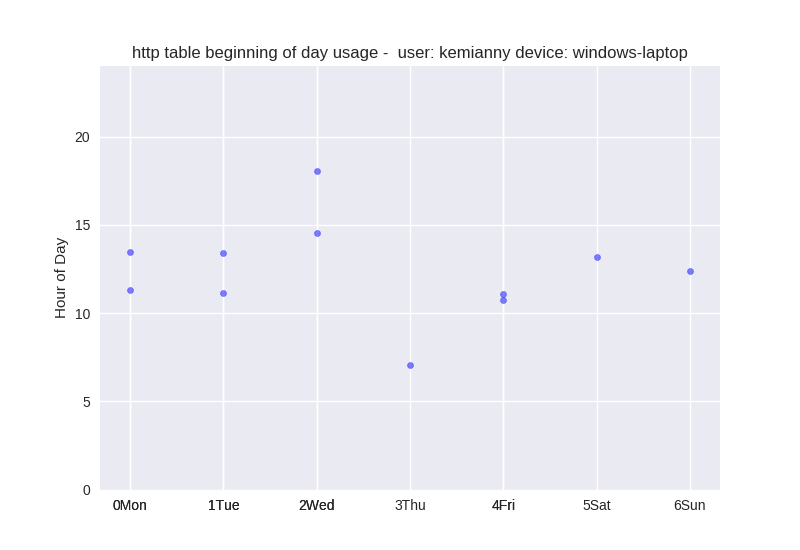 http table beginning of day usage -  user: kemianny device: windows-laptop
20
15
10
5
0
Hour of Day
0Mon 1Tue 2Wed 3Thu 4Fri 5Sat 6Sun